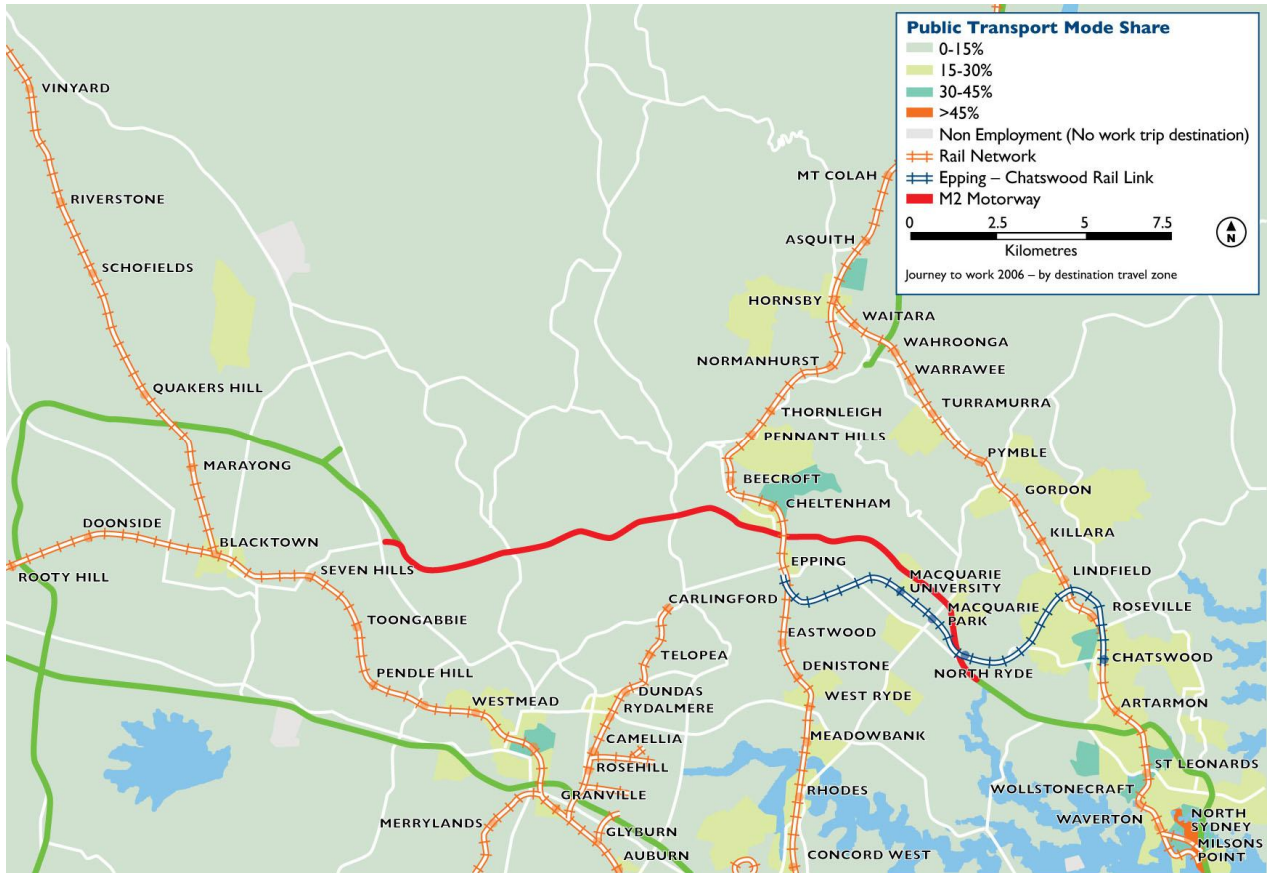 Public Transport Mode Share
0-15%
15-30%
30-45%
>45%
Non Employment (No work trip destination)
Rail Network
Epping – Chatswood Rail Link
M2 Motorway
0 2.5 5 7.5
Kilometres
N
Journey to work 2006 – by destination travel zone
VINYARD
MT COLAH
RIVERSTONE
ASQUITH
SCHOFIELDS
HORNSBY
WAITARA
WAHROONGA
NORMANHURST
WARRAWEE
QUAKERS HILL
TURRAMURRA
THORNLEIGH
PENNANT HILLS
PYMBLE
MARAYONG
BEECROFT
GORDON
CHELTENHAM
DOONSIDE
KILLARA
BLACKTOWN
EPPING
SEVEN HILLS
LINDFIELD
ROOTY HILL
MACQUARIE
UNIVERSITY
CARLINGFORD
MACQUARIE
PARK
ROSEVILLE
TOONGABBIE
EASTWOOD
TELOPEA
CHATSWOOD
DENISTONE
PENDLE HILL
NORTH RYDE
DUNDAS
WEST RYDE
WESTMEAD
RYDALMERE
ARTARMON
CAMELLIA
MEADOWBANK
ROSEHILL
ST LEONARDS
RHODES
WOLLSTONECRAFT
GRANVILLE
NORTH
SYDNEY
WAVERTON
MERRYLANDS
GLYBURN
MILSONS
POINT
AUBURN
CONCORD WEST